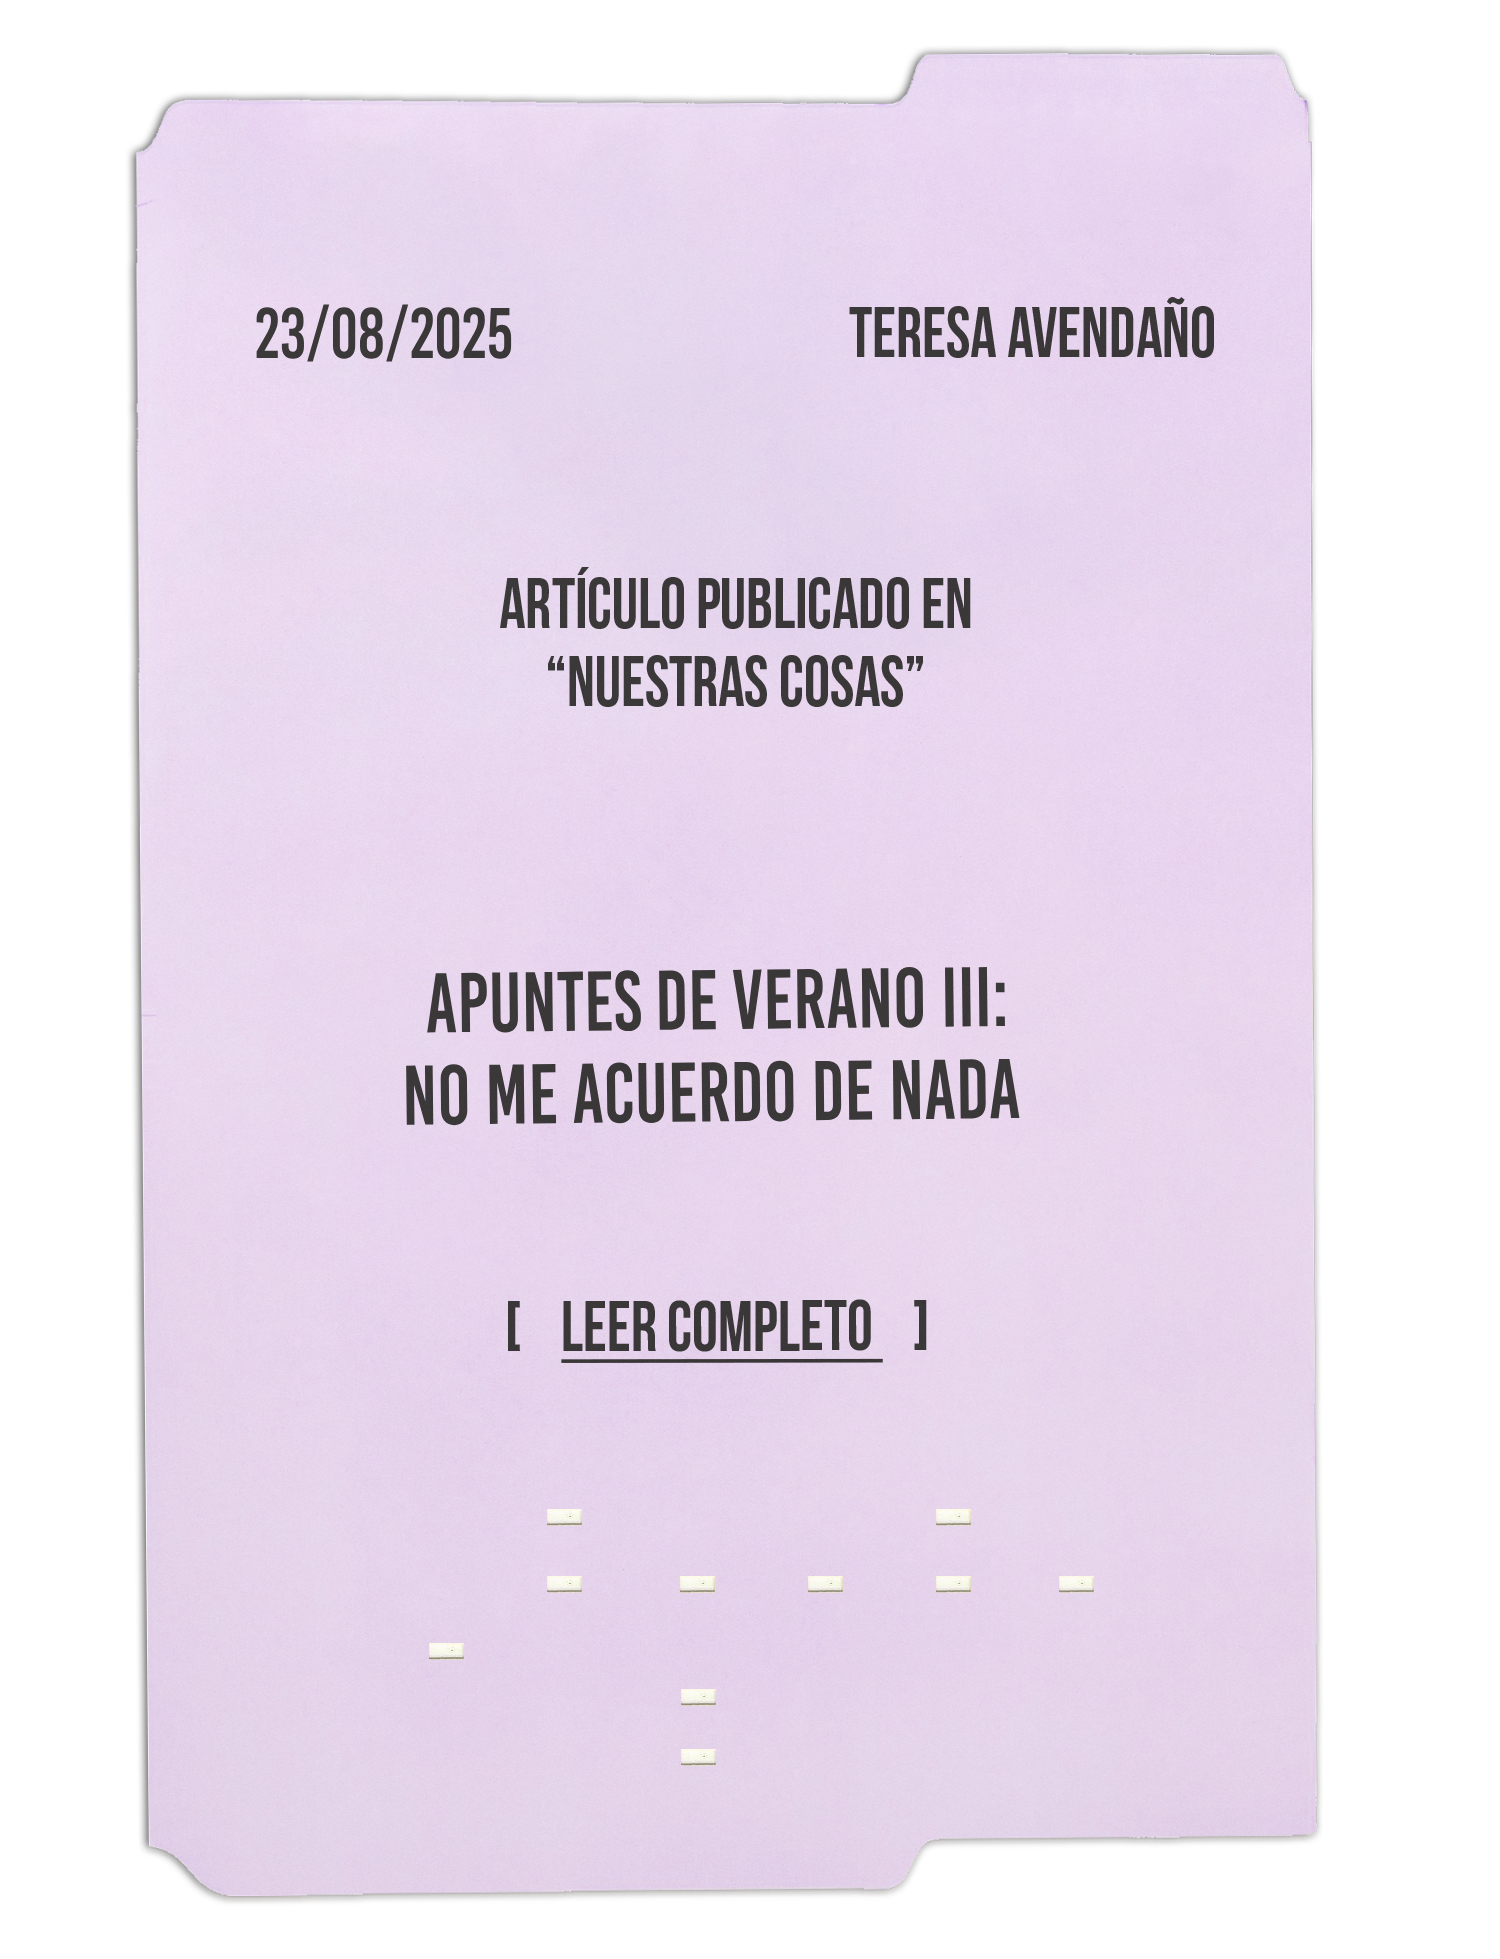 23/08/2025 TERESA AVENDAÑO
ARTÍCULO PUBLICADO EN
“NUESTRAS COSAS”
APUNTES DE VERANO III:
NO ME ACUERDO DE NADA
[ LEER COMPLETO ]